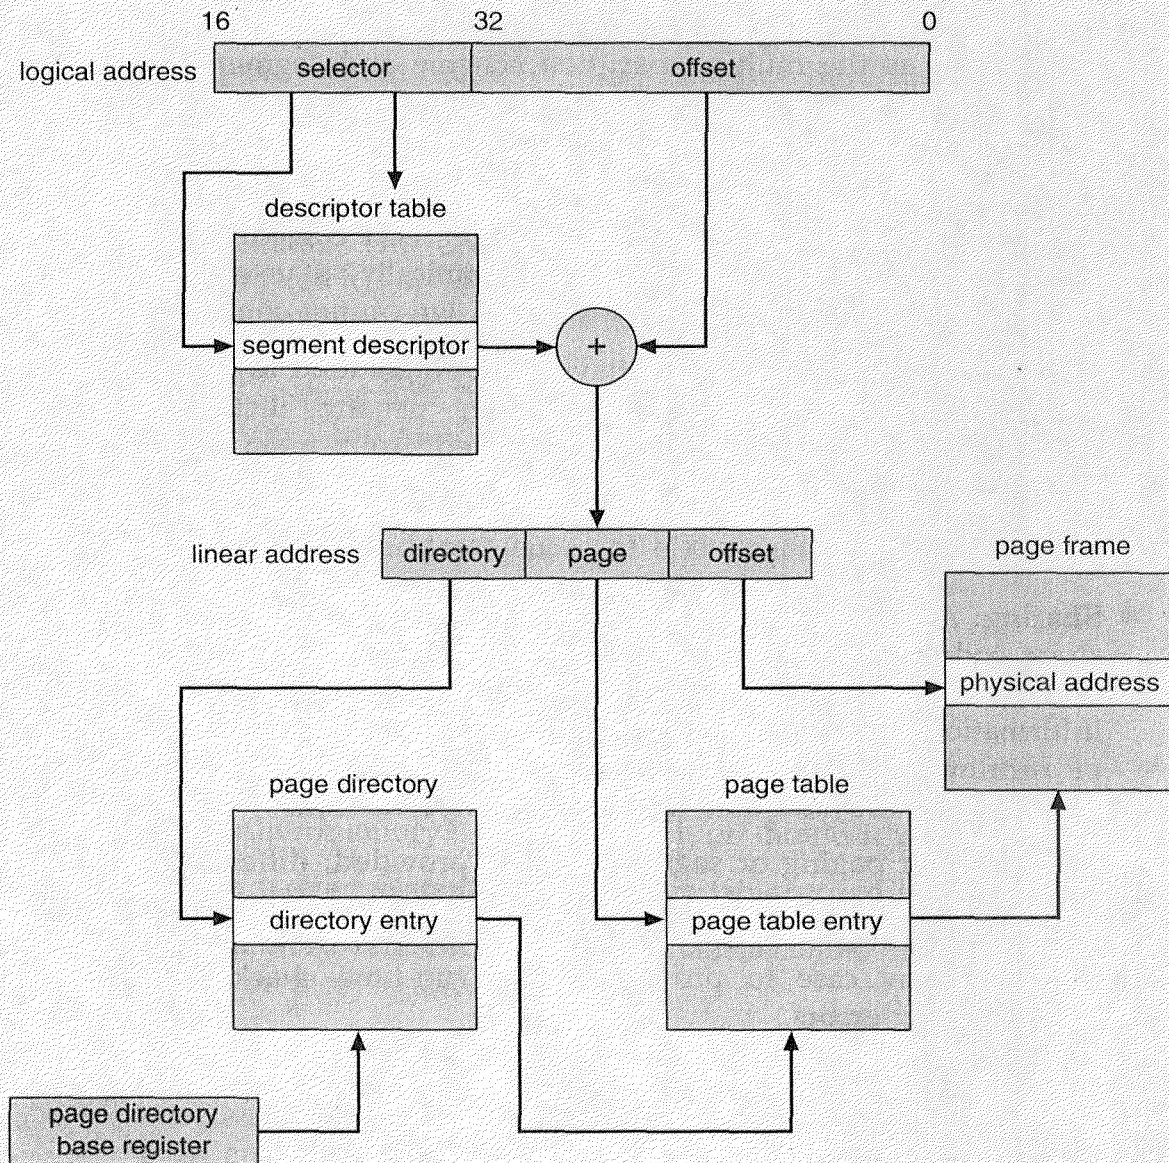 16 32 0
logical address selector offset
descriptor table
segment descriptor +
linear address directory page offset
page frame
physical address
page directory page table
directory entry page table entry
page directory
base register